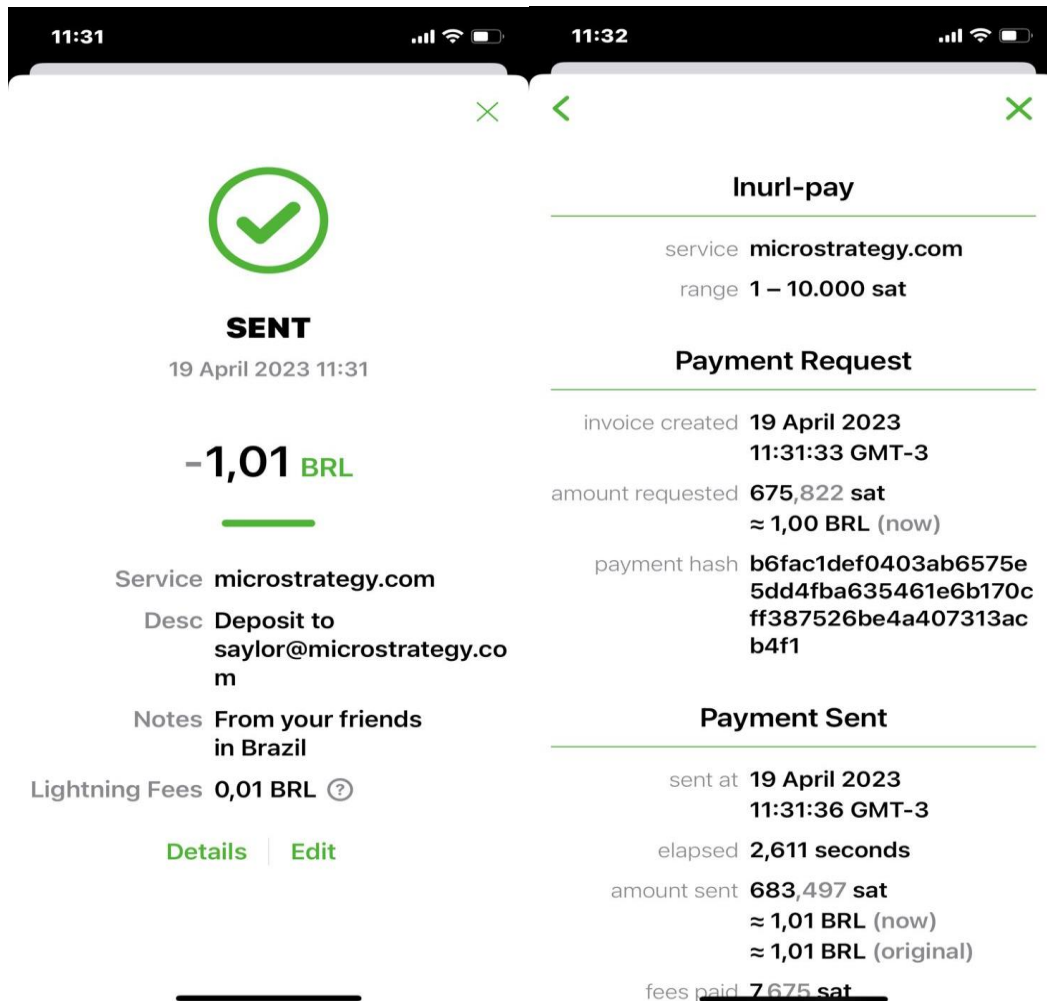 11:31
SENT
19 April 2023 11:31
-1,01 BRL
Service microstrategy.com
Desc Deposit to
saylor@microstrategy.co
m
Notes From your friends
in Brazil
Lightning Fees 0,01 BRL ?
Details Edit
11:32
lnurl-pay
service microstrategy.com
range 1 – 10.000 sat
Payment Request
invoice created 19 April 2023
11:31:33 GMT-3
amount requested 675,822 sat
≈ 1,00 BRL (now)
payment hash b6fac1def0403ab6575e
5dd4fba635461e6b170c
ff387526be4a407313ac
b4f1
Payment Sent
sent at 19 April 2023
11:31:36 GMT-3
elapsed 2,611 seconds
amount sent 683,497 sat
≈ 1,01 BRL (now)
≈ 1,01 BRL (original)
fees paid 7,675 sat